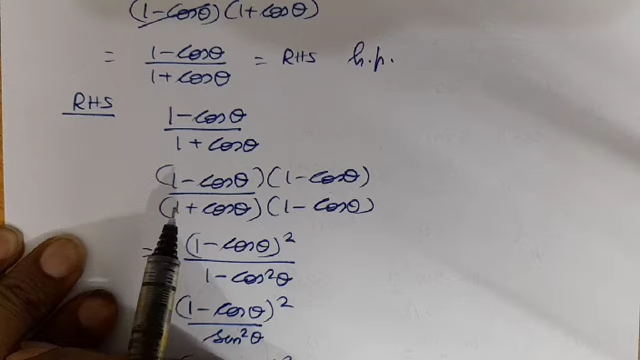 (1-cosθ)(1+cosθ)
= 1-cosθ / 1+cosθ = RHS h.p.
RHS 1-cosθ / 1+cosθ
(1-cosθ)(1-cosθ) / (1+cosθ)(1-cosθ)
= (1-cosθ)² / 1-cos²θ
(1-cosθ)² / sin²θ